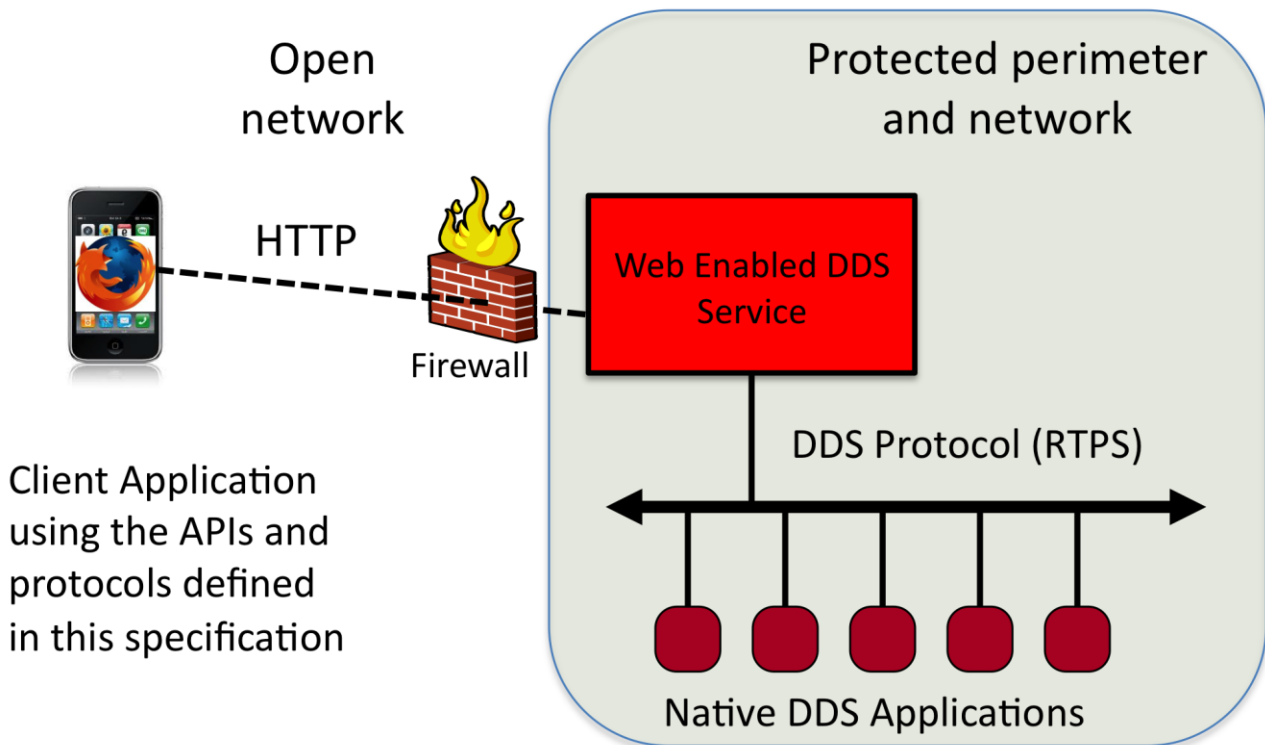 Open
network
Protected perimeter
and network
HTTP
Firewall
Web Enabled DDS
Service
DDS Protocol (RTPS)
Client Application
using the APIs and
protocols defined
in this specification
Native DDS Applications